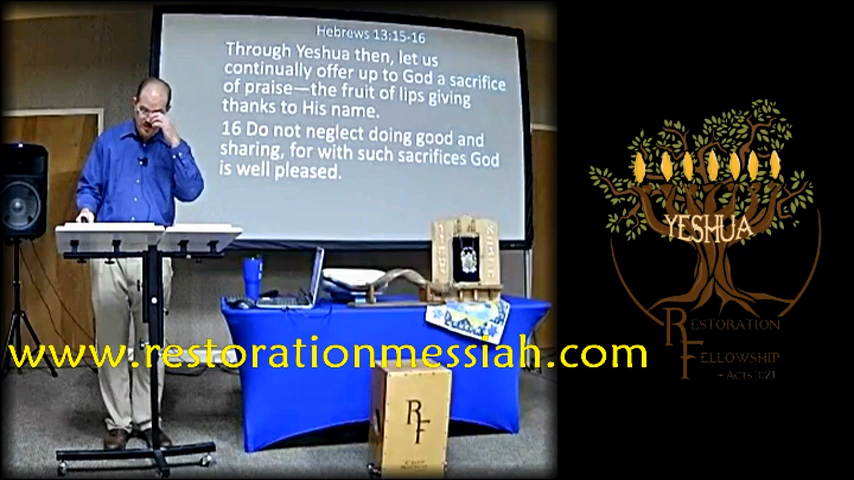 Hebrews 13:15-16
Through Yeshua then, let us
continually offer up to God a sacrifice
of praise—the fruit of lips giving
thanks to His name.
16 Do not neglect doing good and
sharing, for with such sacrifices God
is well pleased.
YESHUA
RESTORATION
FELLOWSHIP
- ACTS 3:21
www.restorationmessiah.com
RF